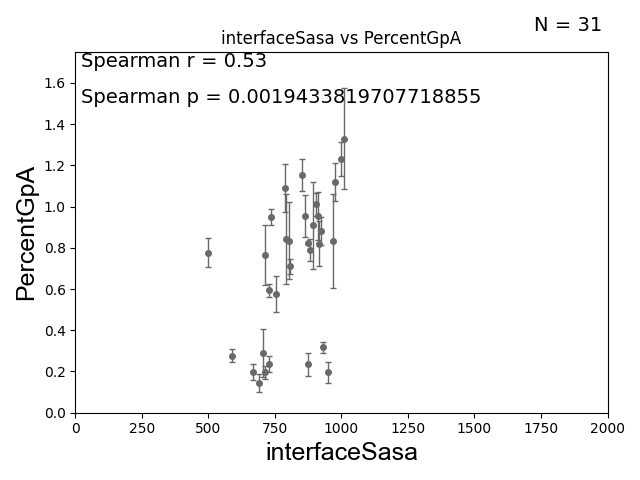 N = 31
interfaceSasa vs PercentGpA
Spearman r = 0.53
Spearman p = 0.0019433819707718855
1.6
1.4
1.2
1.0
0.8
0.6
0.4
0.2
0.0
PercentGpA
0 250 500 750 1000 1250 1500 1750 2000
interfaceSasa